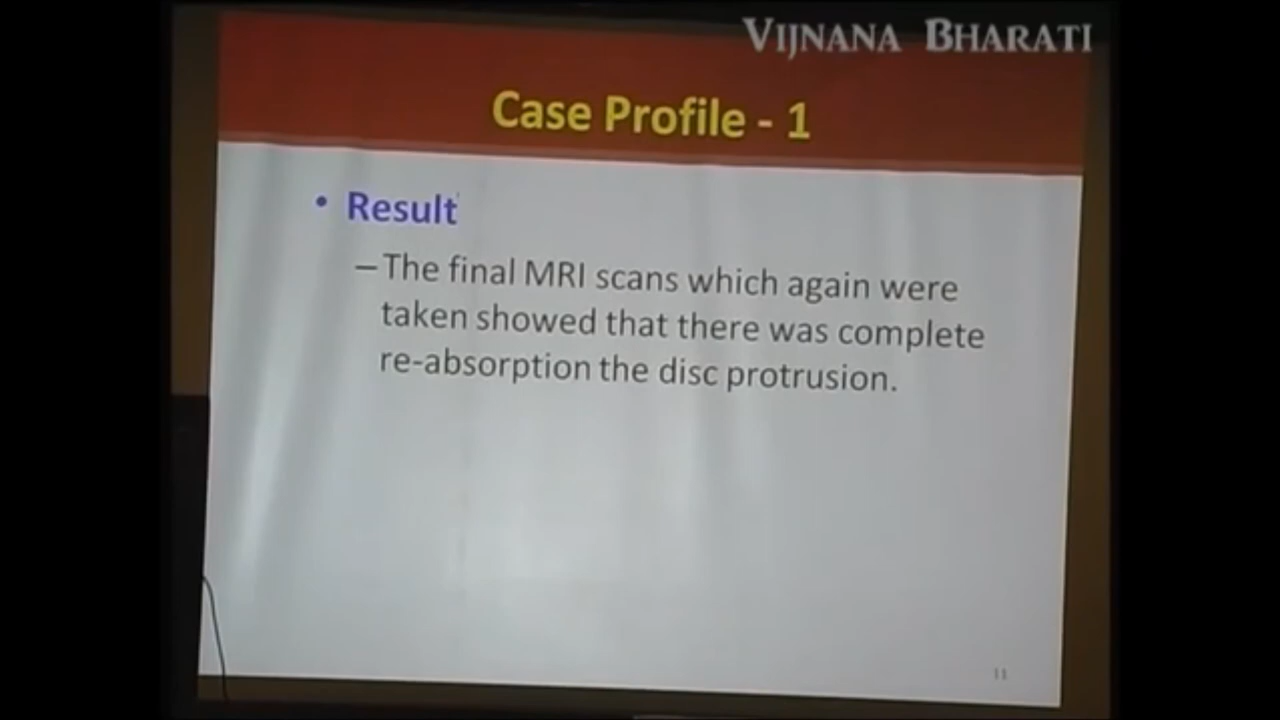 VIJNANA BHARATI
Case Profile - 1
• Result
– The final MRI scans which again were
taken showed that there was complete
re-absorption the disc protrusion.
11